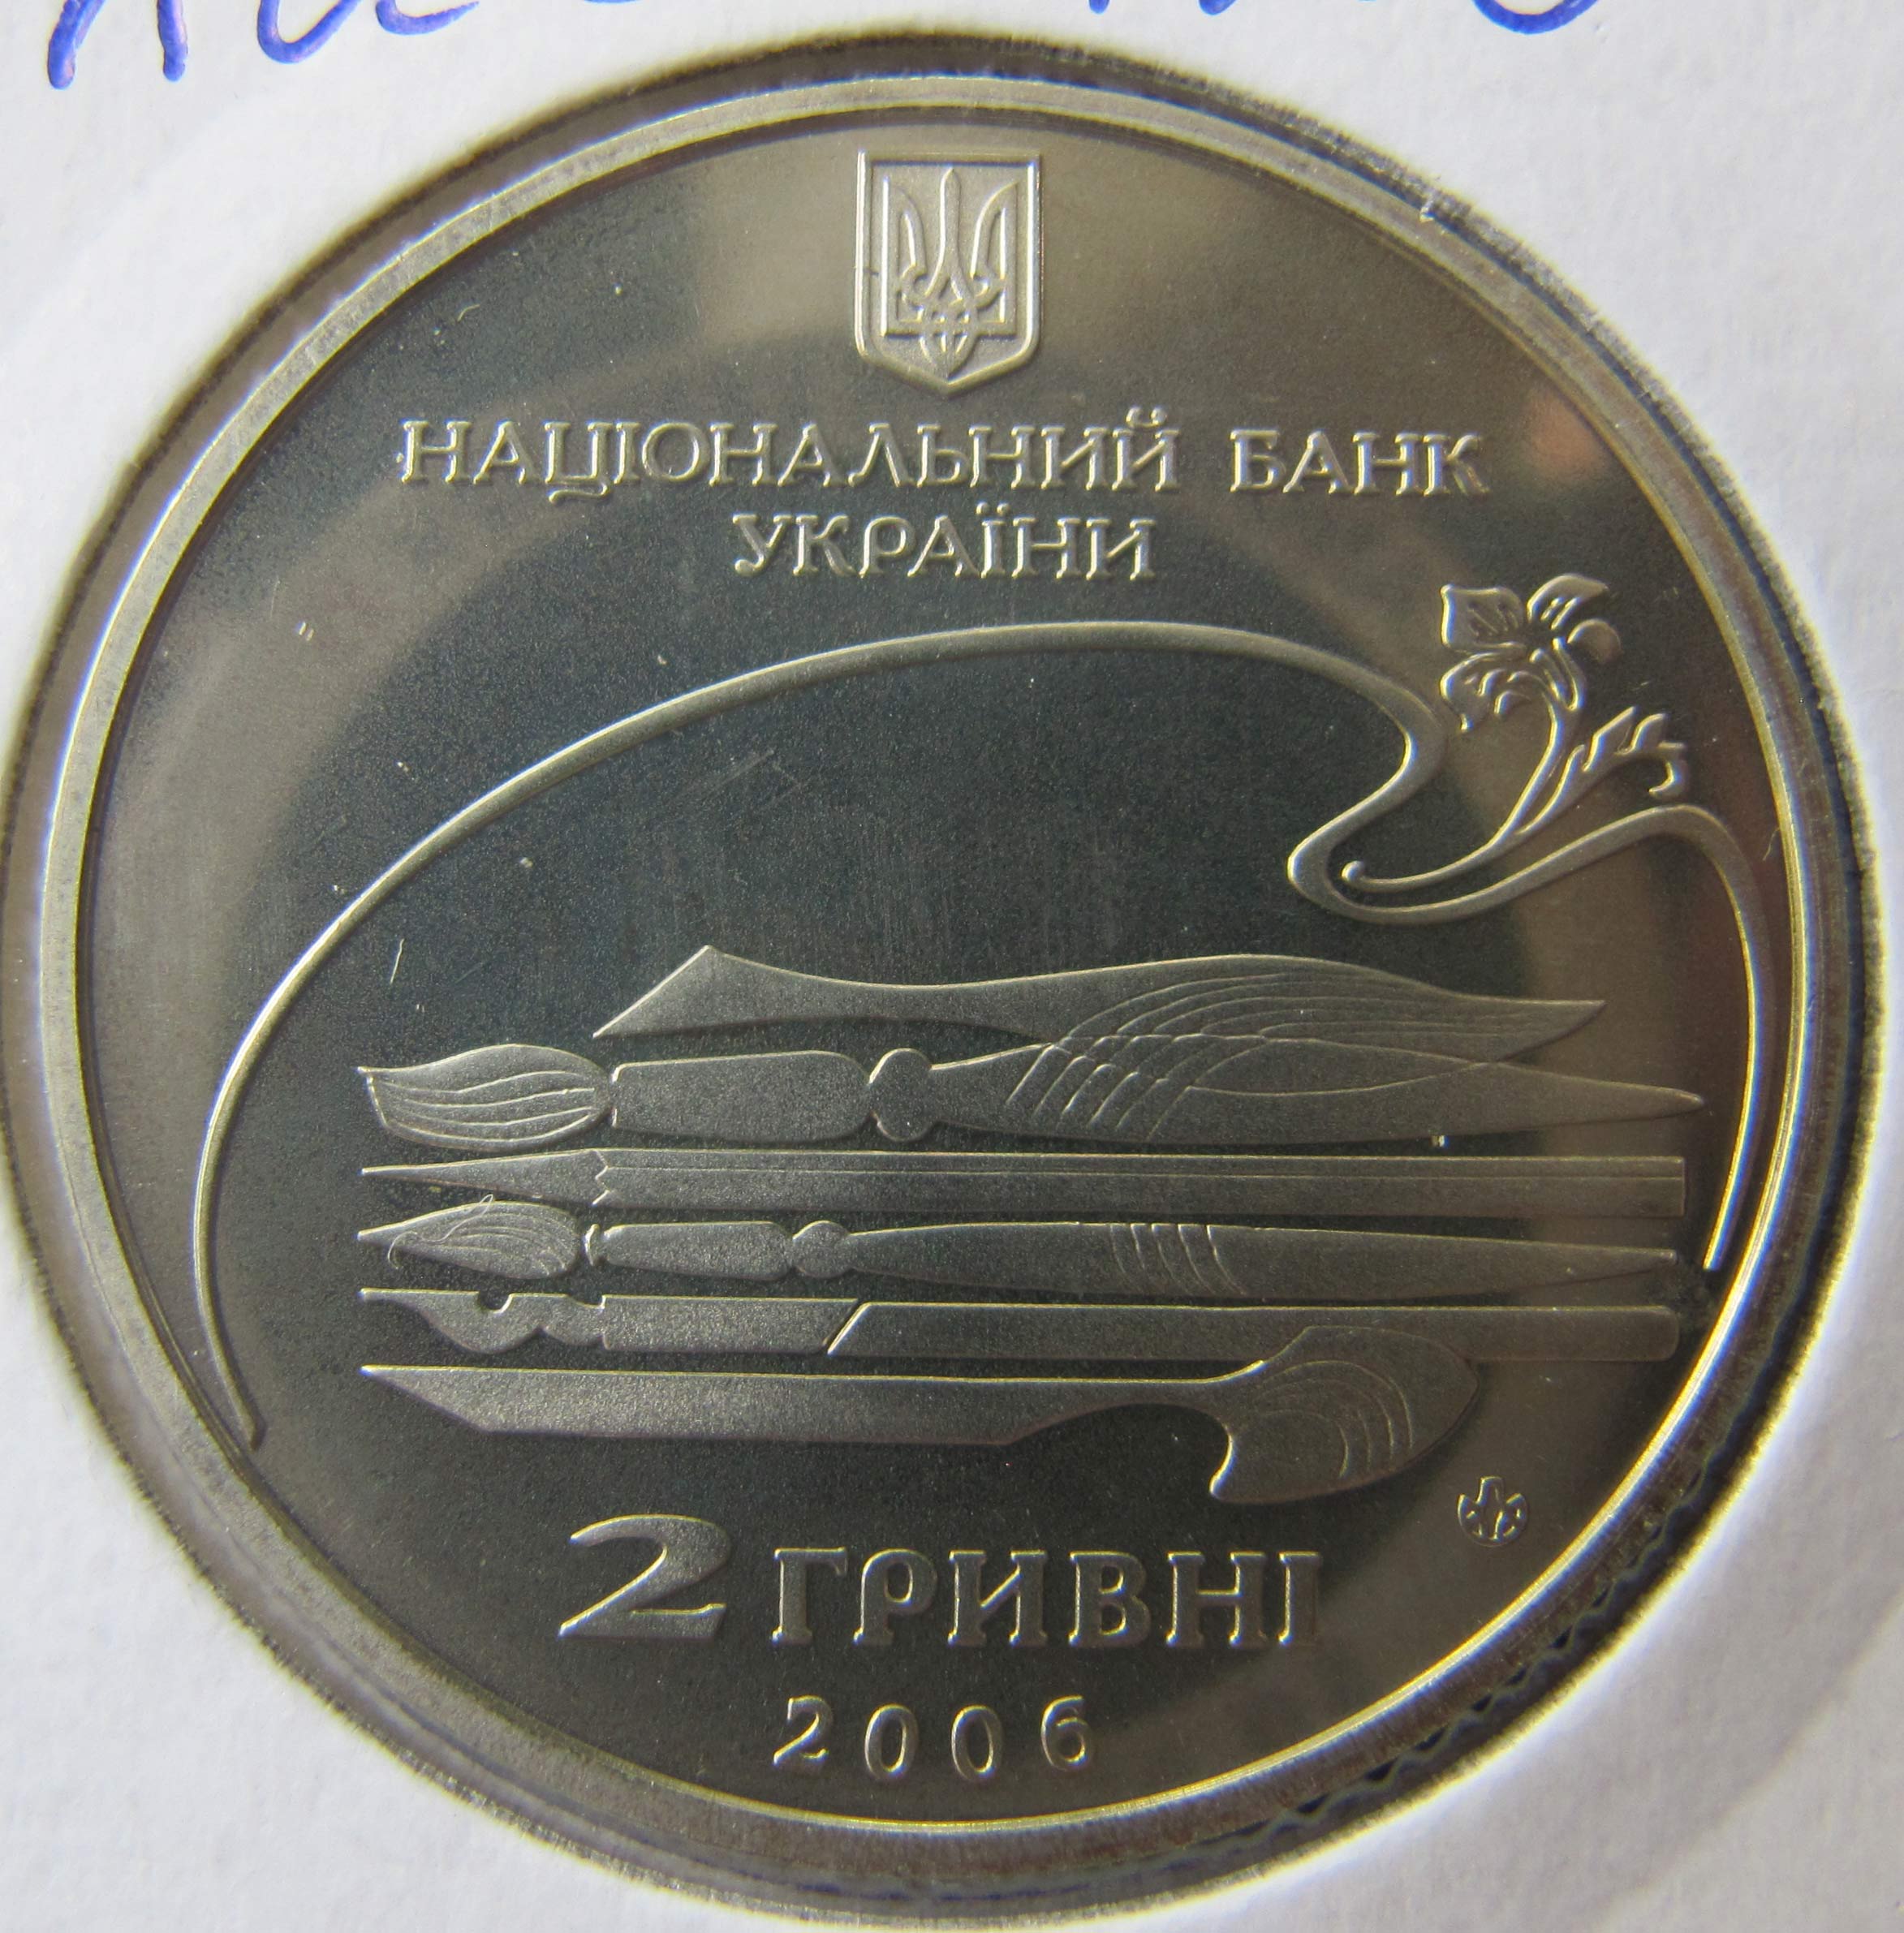 НАЦІОНАЛЬНИЙ БАНК
УКРАЇНИ
2 ГРИВНІ
2006